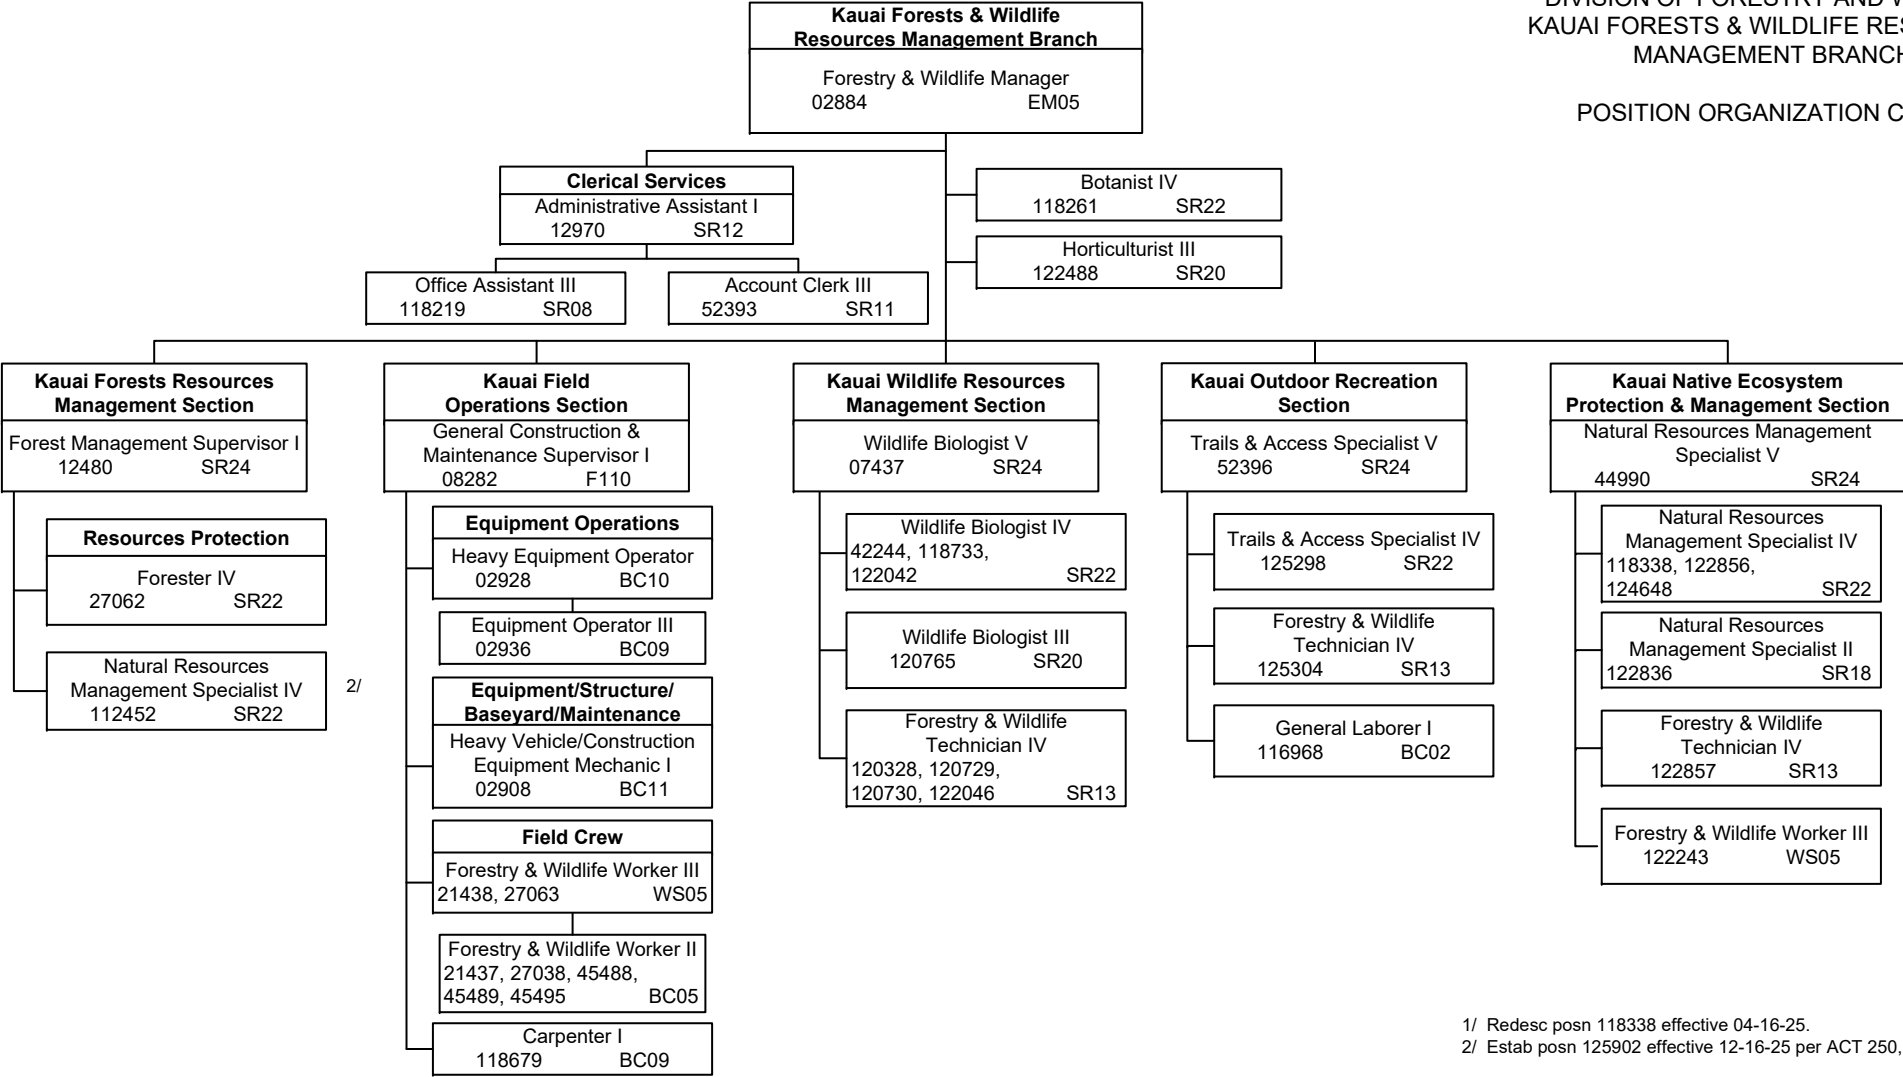 Kauai Forests & Wildlife
Resources Management Branch
Forestry & Wildlife Manager
02884 EM05
DIVISION OF FORESTRY AND
KAUAI FORESTS & WILDLIFE
MANAGEMENT BRANCH
POSITION ORGANIZATION
Clerical Services
Administrative Assistant I
12970 SR12
Botanist IV
118261 SR22
Horticulturist III
122488 SR20
Office Assistant III
118219 SR08
Account Clerk III
52393 SR11
Kauai Forests Resources
Management Section
Forest Management Supervisor I
12480 SR24
Resources Protection
Forester IV
27062 SR22
Natural Resources
Management Specialist IV
112452 SR22
2/
Kauai Field
Operations Section
General Construction &
Maintenance Supervisor I
08282 F110
Equipment Operations
Heavy Equipment Operator
02928 BC10
Equipment Operator III
02936 BC09
Equipment/Structure/
Baseyard/Maintenance
Heavy Vehicle/Construction
Equipment Mechanic I
02908 BC11
Field Crew
Forestry & Wildlife Worker III
21438, 27063 WS05
Forestry & Wildlife Worker II
21437, 27038, 45488,
45489, 45495 BC05
Carpenter I
118679 BC09
Kauai Wildlife Resources
Management Section
Wildlife Biologist V
07437 SR24
Wildlife Biologist IV
42244, 118733,
122042 SR22
Wildlife Biologist III
120765 SR20
Forestry & Wildlife
Technician IV
120328, 120729,
120730, 122046 SR13
Kauai Outdoor Recreation
Section
Trails & Access Specialist V
52396 SR24
Trails & Access Specialist IV
125298 SR22
Forestry & Wildlife
Technician IV
125304 SR13
General Laborer I
116968 BC02
Kauai Native Ecosystem
Protection & Management Section
Natural Resources Management
Specialist V
44990 SR24
Natural Resources
Management Specialist IV
118338, 122856,
124648 SR22
Natural Resources
Management Specialist II
122836 SR18
Forestry & Wildlife
Technician IV
122857 SR13
Forestry & Wildlife Worker III
122243 WS05
1/ Redesc posn 118338 effective 04-16-25.
2/ Estab posn 125902 effective 12-16-25 per ACT 250,